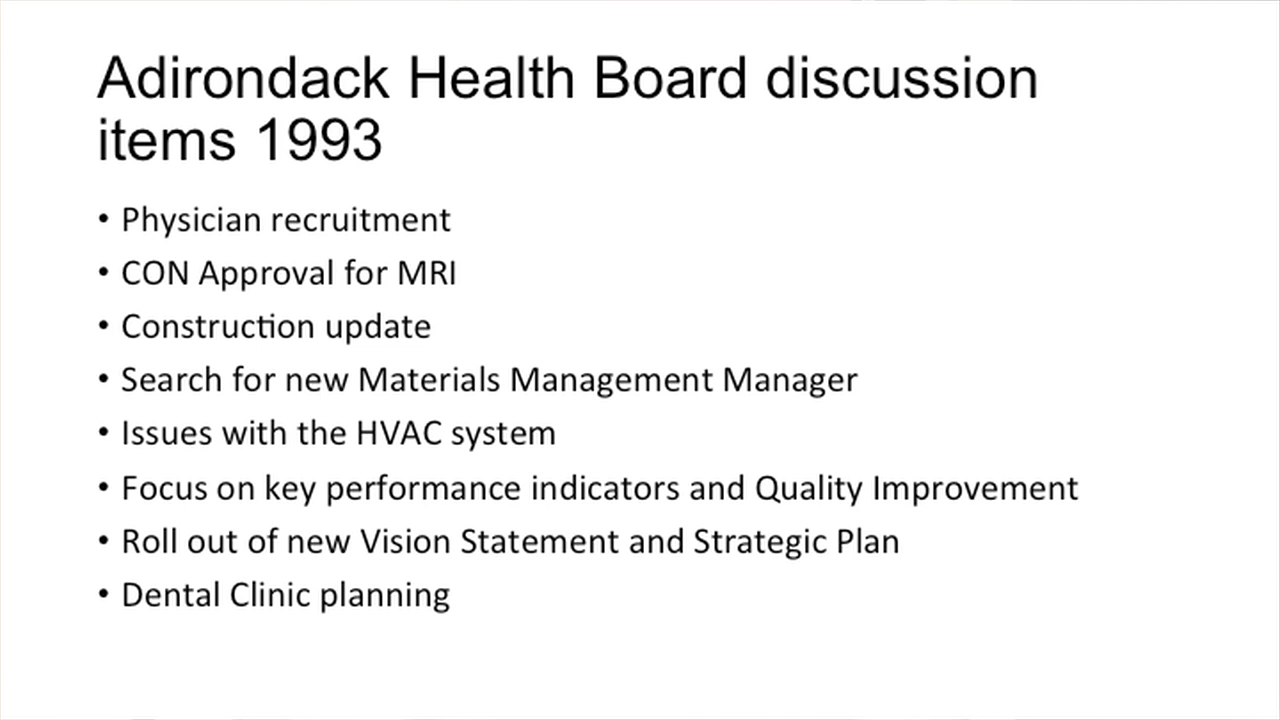 Adirondack Health Board discussion
items 1993
• Physician recruitment
• CON Approval for MRI
• Construction update
• Search for new Materials Management Manager
• Issues with the HVAC system
• Focus on key performance indicators and Quality Improvement
• Roll out of new Vision Statement and Strategic Plan
• Dental Clinic planning